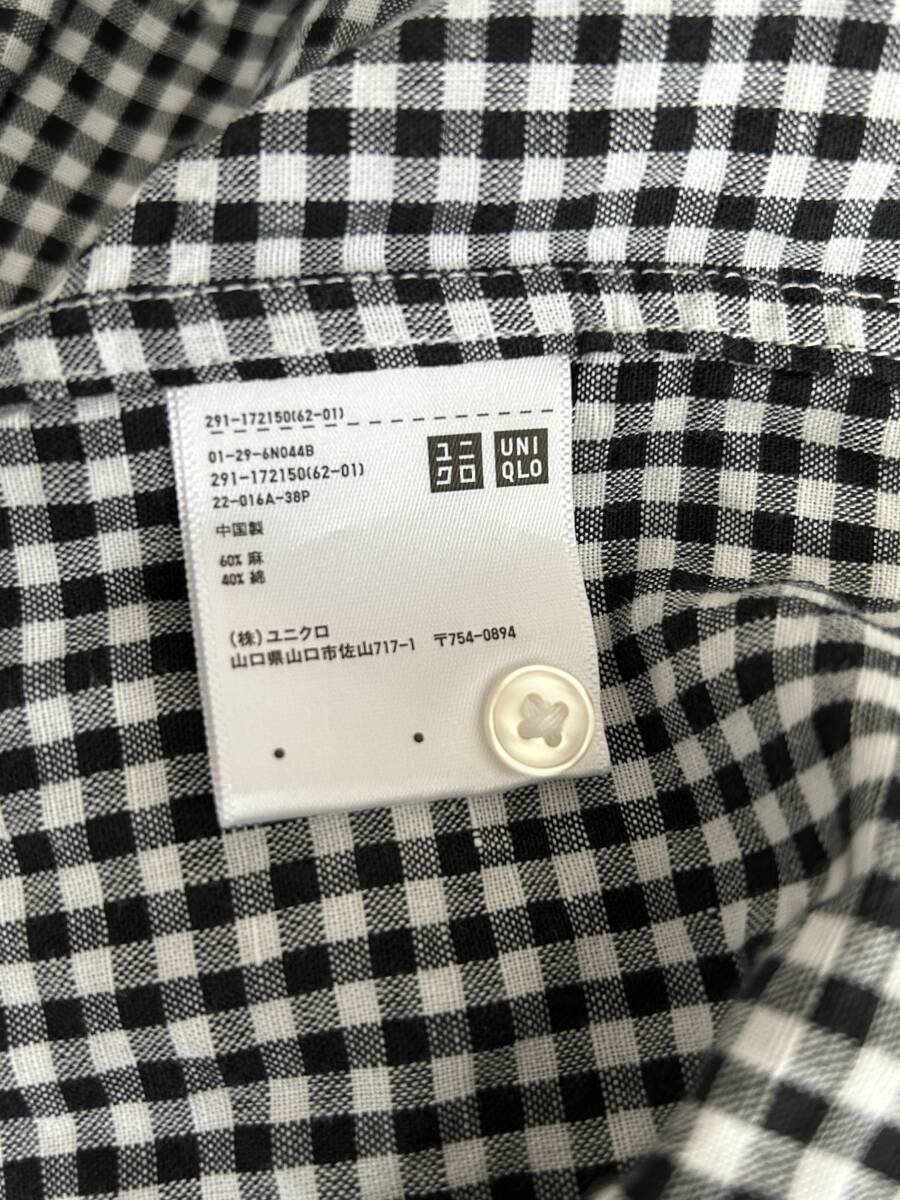 291-172150(62-01)
01-29-6N044B
291-172150(62-01)
22-016A-38P
ユニ
クロ
UNI
QLO
中国製
60% 麻
40% 綿
(株)ユニクロ
山口県山口市佐山717-1 〒754-0894